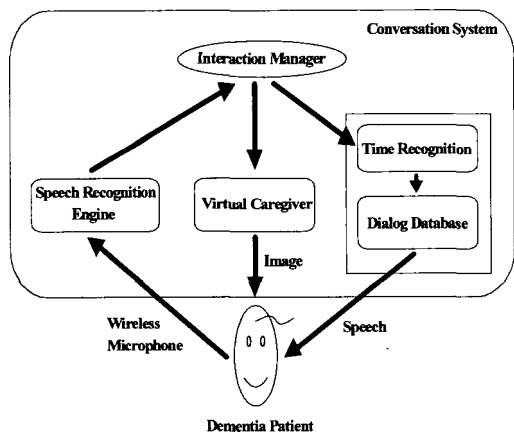 Conversation System
Interaction Manager
Time Recognition
Speech Recognition
Engine
Virtual Caregiver
Dialog Database
Image
Wireless
Microphone
Speech
Dementia Patient